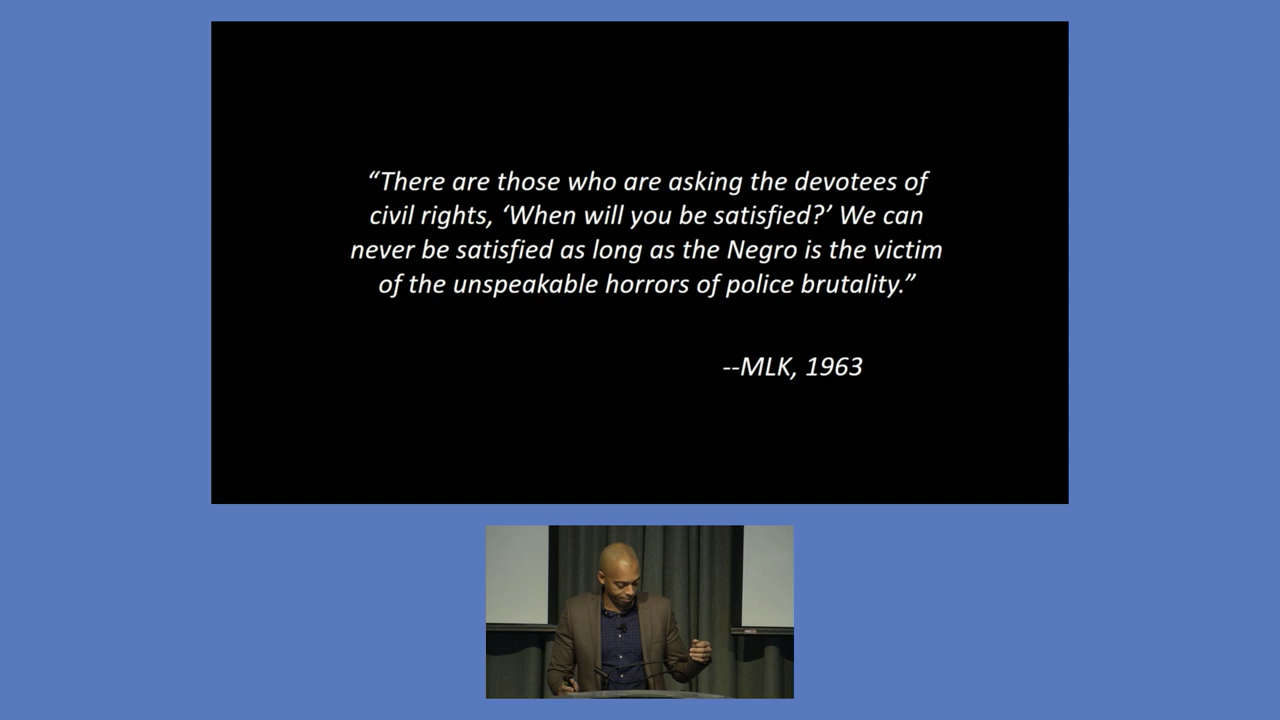 “There are those who are asking the devotees of
civil rights, ‘When will you be satisfied?’ We can
never be satisfied as long as the Negro is the victim
of the unspeakable horrors of police brutality.”
--MLK, 1963